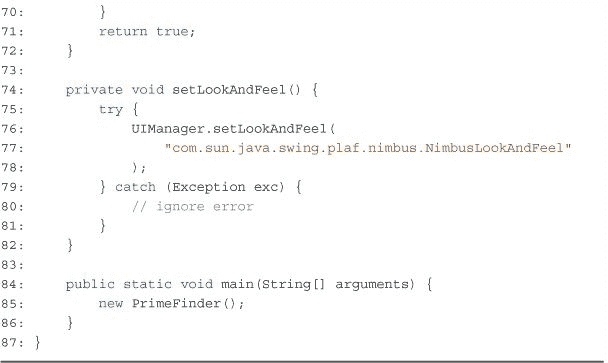 70:         }
71:         return true;
72:     }
73:
74:     private void setLookAndFeel() {
75:         try {
76:             UIManager.setLookAndFeel(
77:                 "com.sun.java.swing.plaf.nimbus.NimbusLookAndFeel"
78:             );
79:         } catch (Exception exc) {
80:             // ignore error
81:         }
82:     }
83:
84:     public static void main(String[] arguments) {
85:         new PrimeFinder();
86:     }
87: }